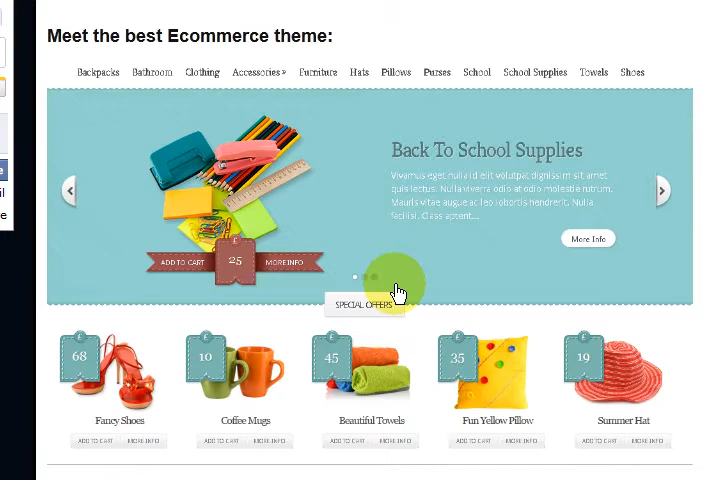 Meet the best Ecommerce theme:
Backpacks Bathroom Clothing Accessories » Furniture Hats Pillows Purses School School Supplies Towels Shoes
Back To School Supplies
Vivamus eget nulla id elit volutpat dignissim sit amet
quis lectus. Nulla viverra odio at odio molestie rutrum.
Mauris vitae augue ac leo lobortis hendrerit. Nulla
facilisi. Class aptent...
More Info
£
ADD TO CART 25 MORE INFO
SPECIAL OFFERS
£ £ £ £ £
68 10 45 35 19
Fancy Shoes Coffee Mugs Beautiful Towels Fun Yellow Pillow Summer Hat
ADD TO CART MORE INFO ADD TO CART MORE INFO ADD TO CART MORE INFO ADD TO CART MORE INFO ADD TO CART MORE INFO